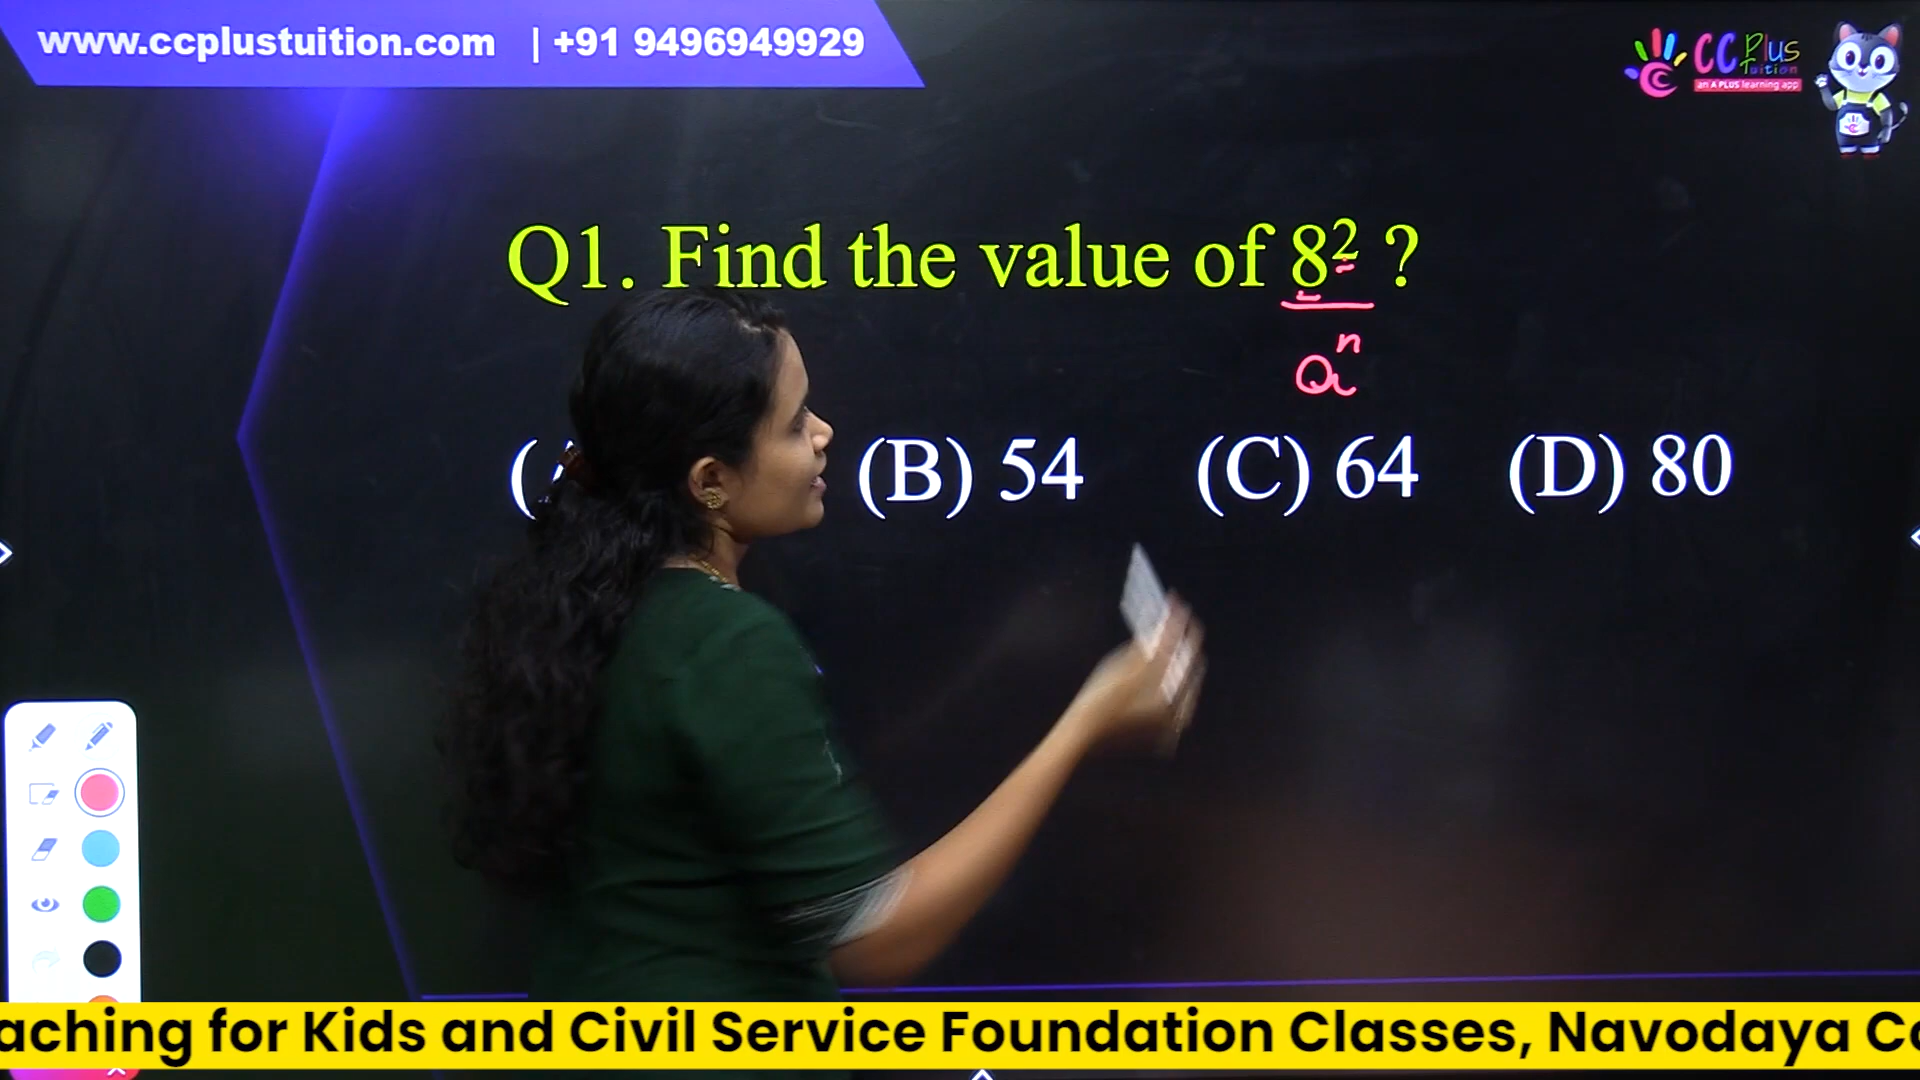 www.ccplustuition.com | +91 9496949929
CC Plus
Tuition
an A PLUS learning app
Q1. Find the value of 8² ?
aⁿ
(B) 54 (C) 64 (D) 80
aching for Kids and Civil Service Foundation Classes, Navodaya Co